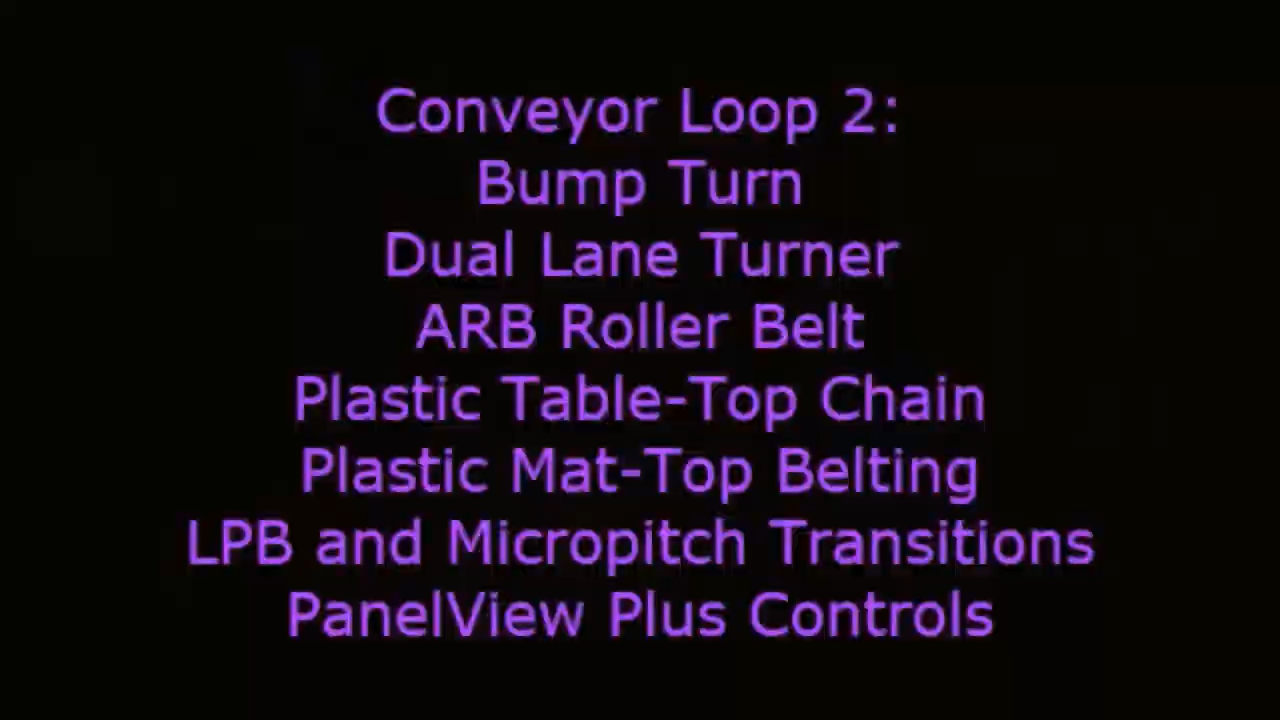 Conveyor Loop 2:
Bump Turn
Dual Lane Turner
ARB Roller Belt
Plastic Table-Top Chain
Plastic Mat-Top Belting
LPB and Micropitch Transitions
PanelView Plus Controls